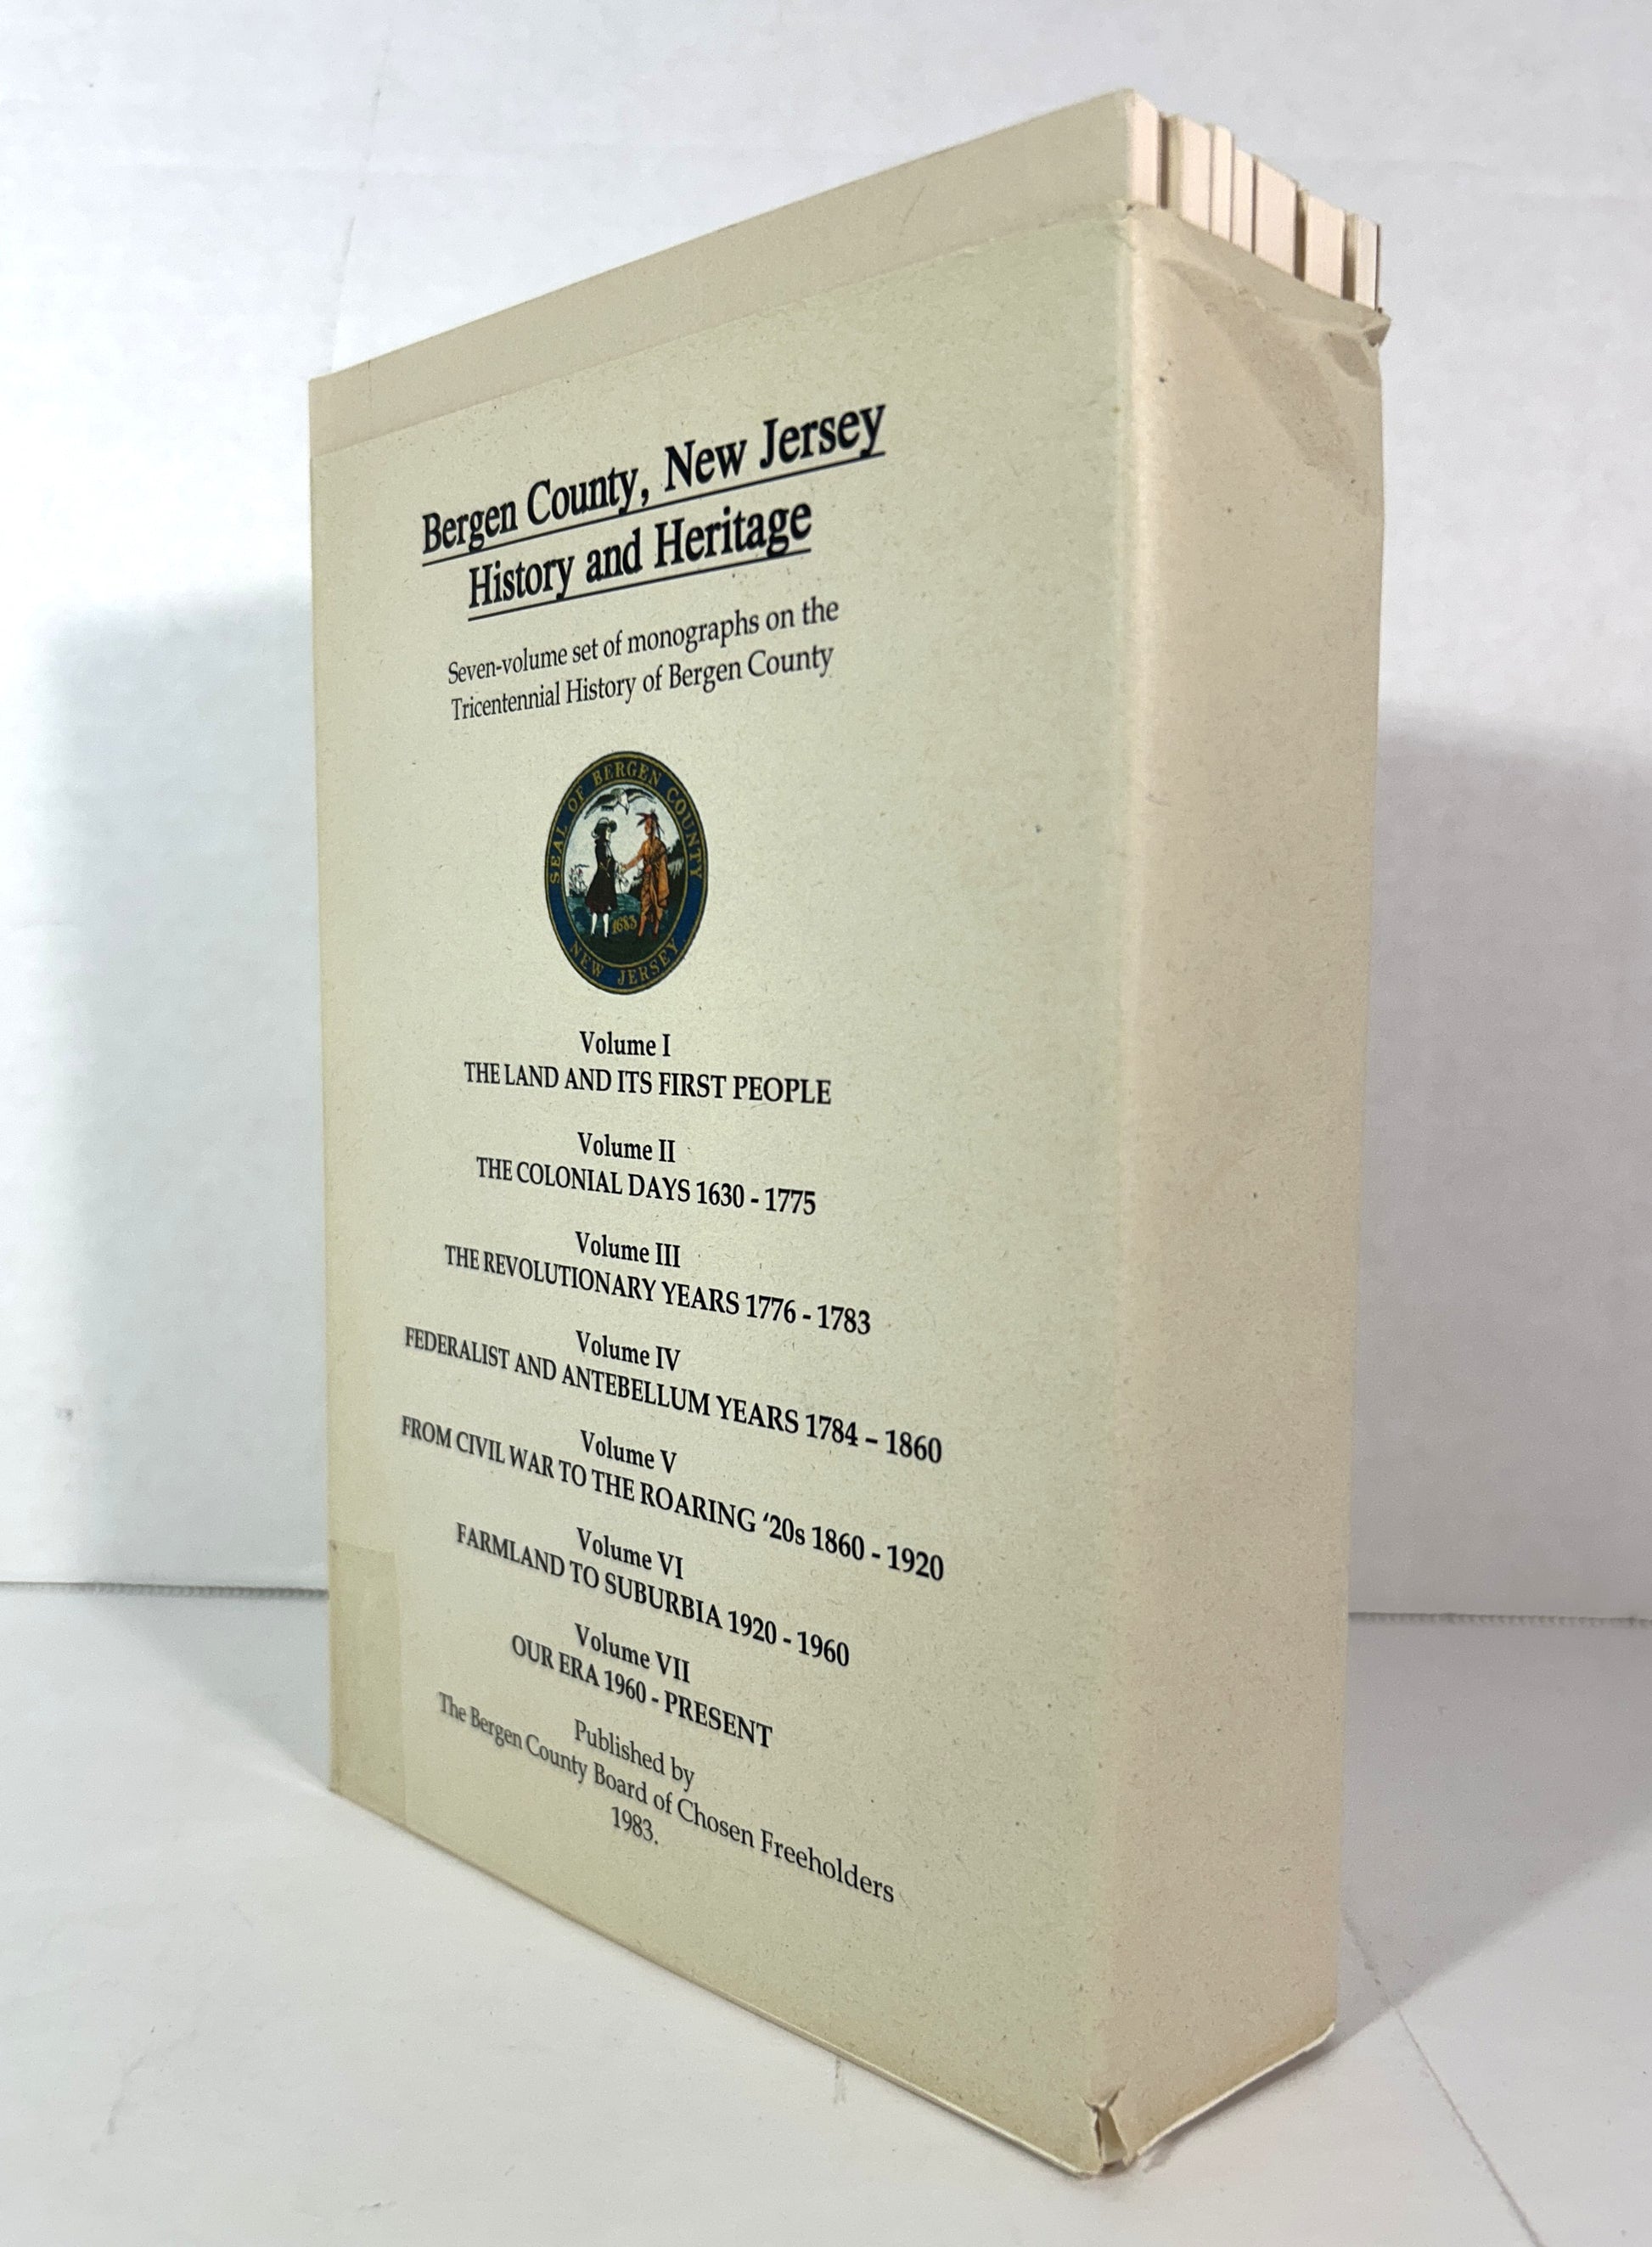 Bergen County, New Jersey
History and Heritage
Seven-volume set of monographs on the
Tricentennial History of Bergen County
SEAL OF BERGEN COUNTY
1683
NEW JERSEY
Volume I
THE LAND AND ITS FIRST PEOPLE
Volume II
THE COLONIAL DAYS 1630 - 1775
Volume III
THE REVOLUTIONARY YEARS 1776 - 1783
Volume IV
FEDERALIST AND ANTEBELLUM YEARS 1784 – 1860
Volume V
FROM CIVIL WAR TO THE ROARING ‘20s 1860 - 1920
Volume VI
FARMLAND TO SUBURBIA 1920 - 1960
Volume VII
OUR ERA 1960 - PRESENT
Published by
The Bergen County Board of Chosen Freeholders
1983.